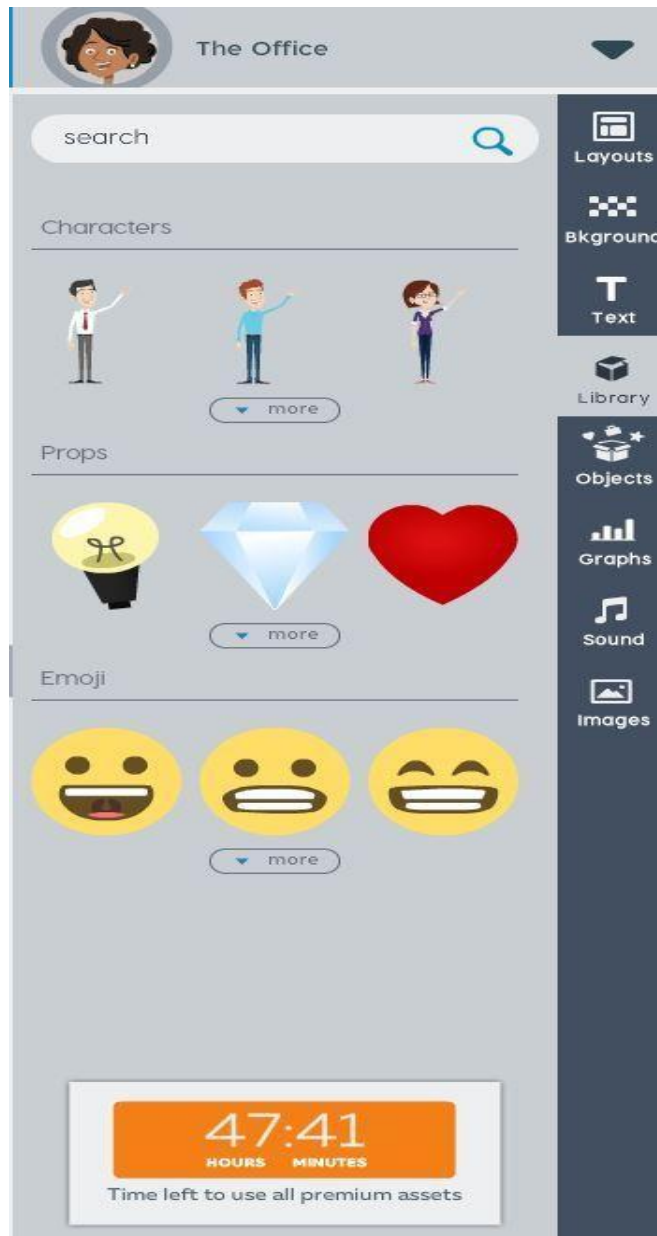 The Office
search
Characters
more
Props
more
Emoji
more
47:41
HOURS MINUTES
Time left to use all premium assets
Layouts
Bkground
T
Text
Library
Objects
Graphs
Sound
Images